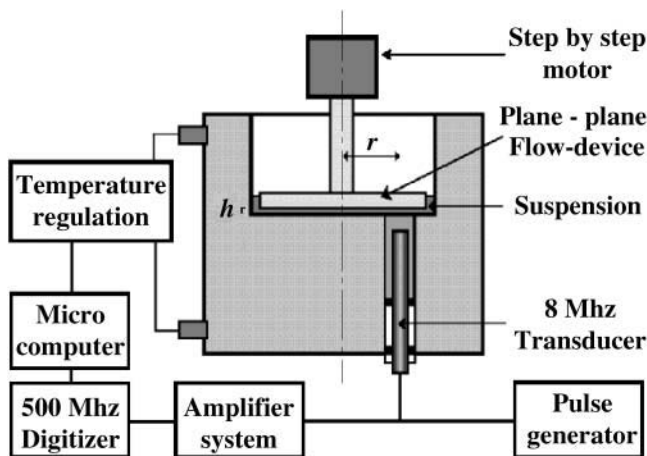 Step by step
motor
Plane - plane
Flow-device
r
Temperature
regulation
h r
Suspension
Micro
computer
8 Mhz
Transducer
500 Mhz
Digitizer
Amplifier
system
Pulse
generator